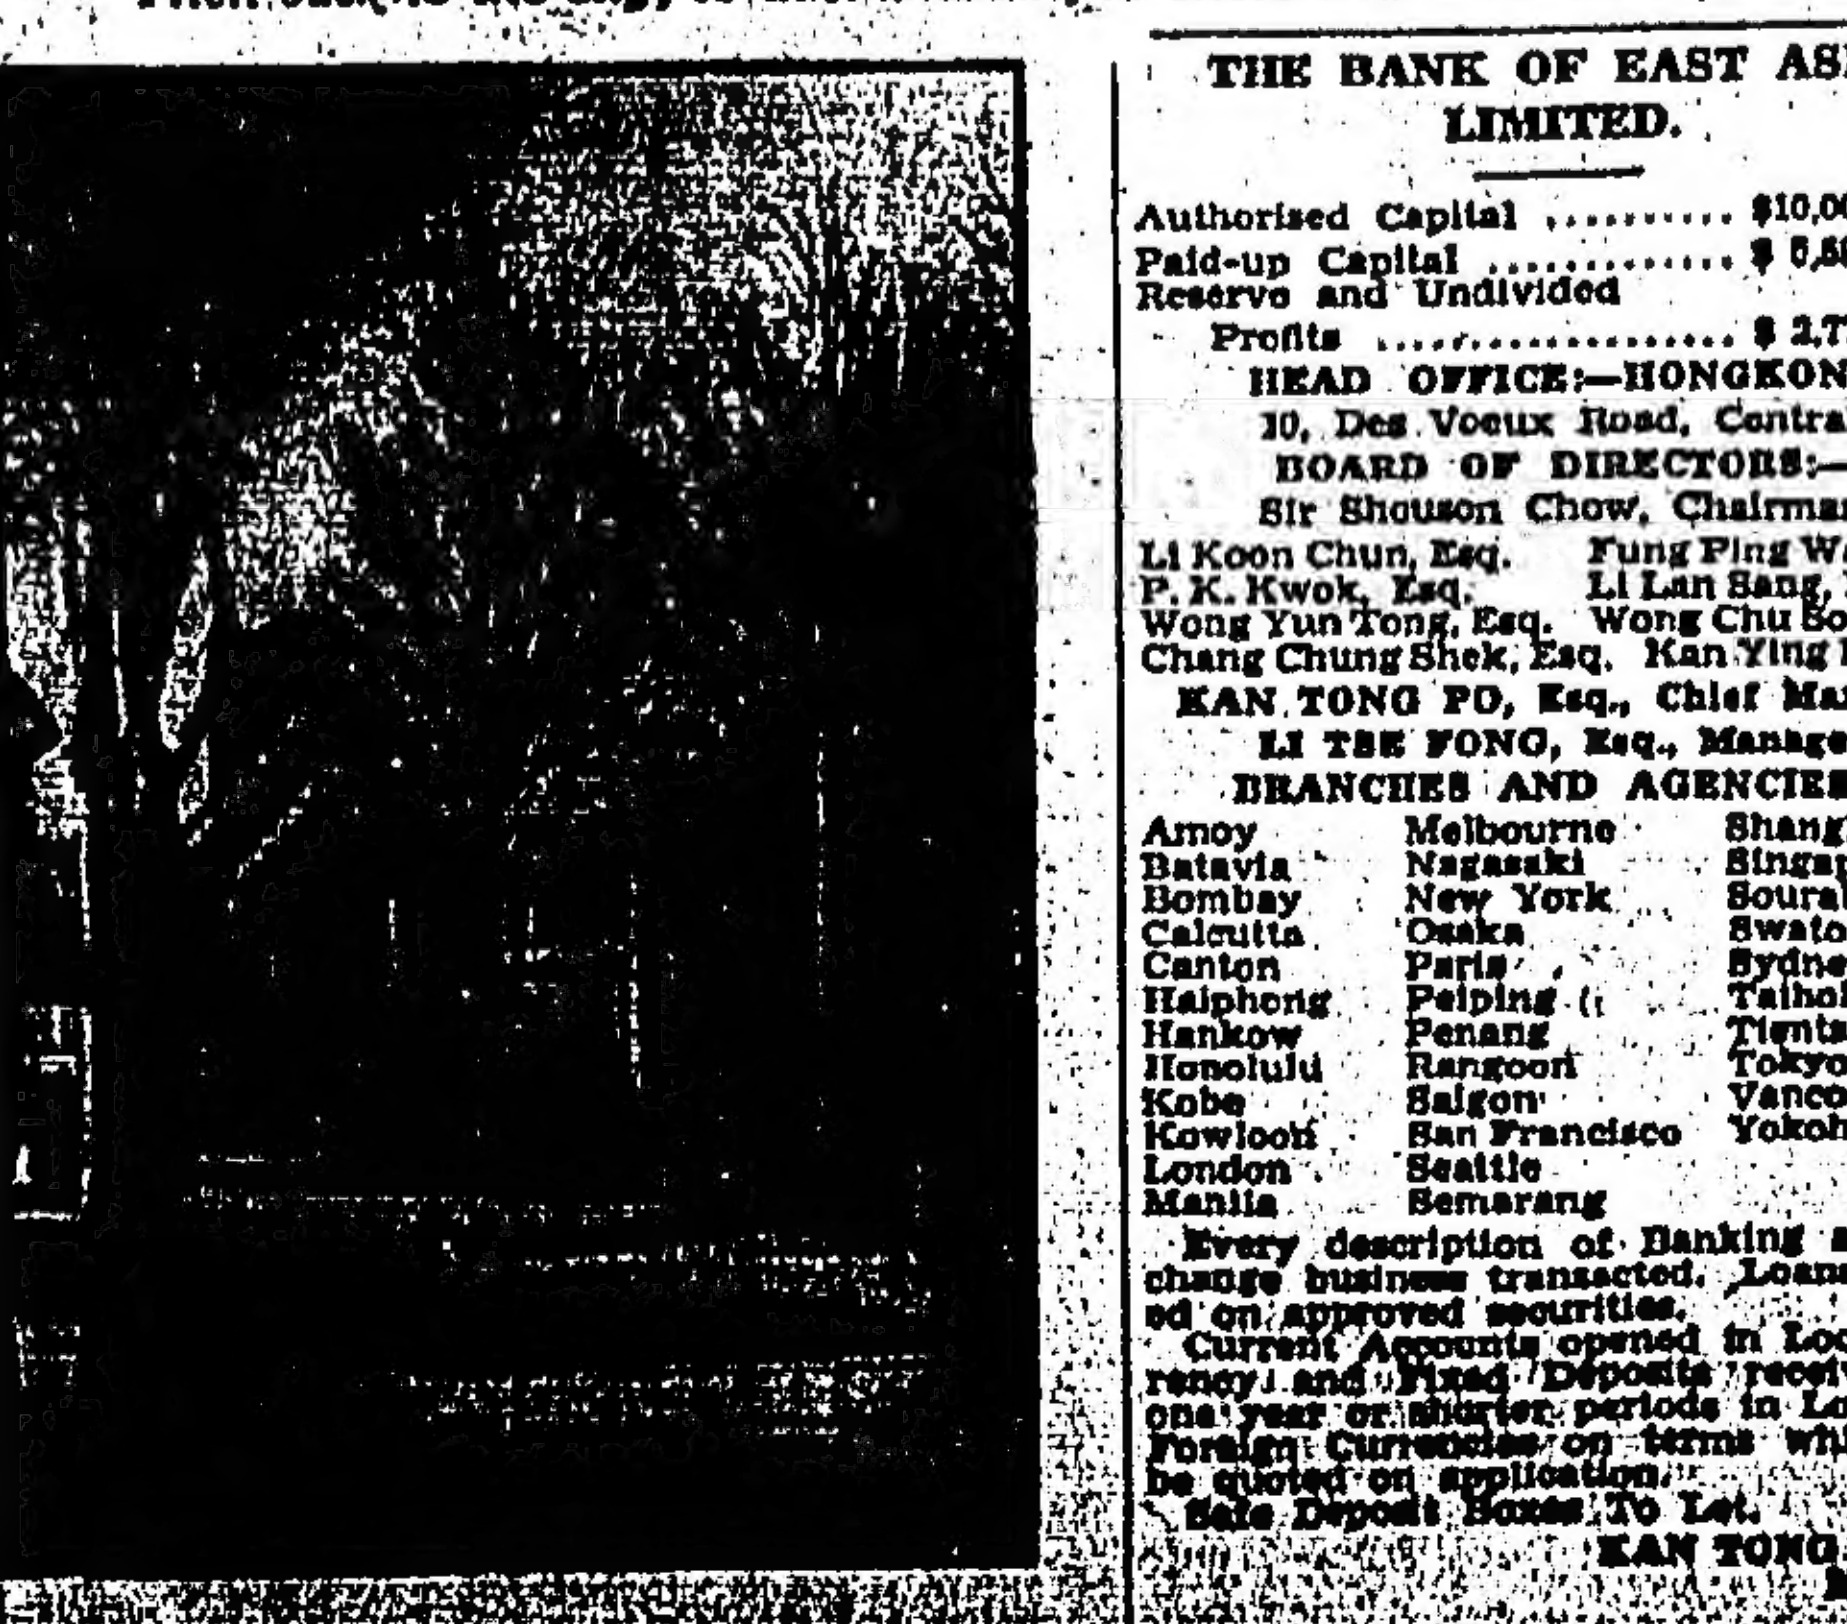 THE BANK OF EAST AS
LIMITED.
Authorised Capital .......... $10,0
Paid-up Capital ............. $
Reserve and Undivided
Profits ................. $ 2,7
HEAD OFFICE:—HONGKON
10, Des Voeux Road, Centra
BOARD OF DIRECTORS:—
Sir Shouson Chow, Chairma
Li Koon Chun, Esq. Fung Ping W
P. K. Kwok, Esq. Li Lan Sang,
Wong Yun Tong, Esq. Wong Chu So
Chang Chung Shek, Esq. Kan Ying
KAN TONG PO, Esq., Chief Ma
LI TSE FONG, Esq., Manage
BRANCHES AND AGENCIE
Amoy Melbourne Shang
Batavia Nagasaki Singa
Bombay New York Soura
Calcutta Osaka Swato
Canton Paris Sydne
Haiphong Peiping Taiho
Hankow Penang Tients
Honolulu Rangoon Tokyo
Kobe Saigon Vanco
Kowloon San Francisco Yokoh
London Seattle
Manila Semarang
Every description of Banking
change business transacted. Loans
ed on approved securities.
Current Accounts opened in Loc
rency and Fixed Deposits recei
one year or shorter periods in Lo
Foreign Currencies on terms whi
be quoted on application.
Safe Deposit Boxes To Let.
KAN TONG